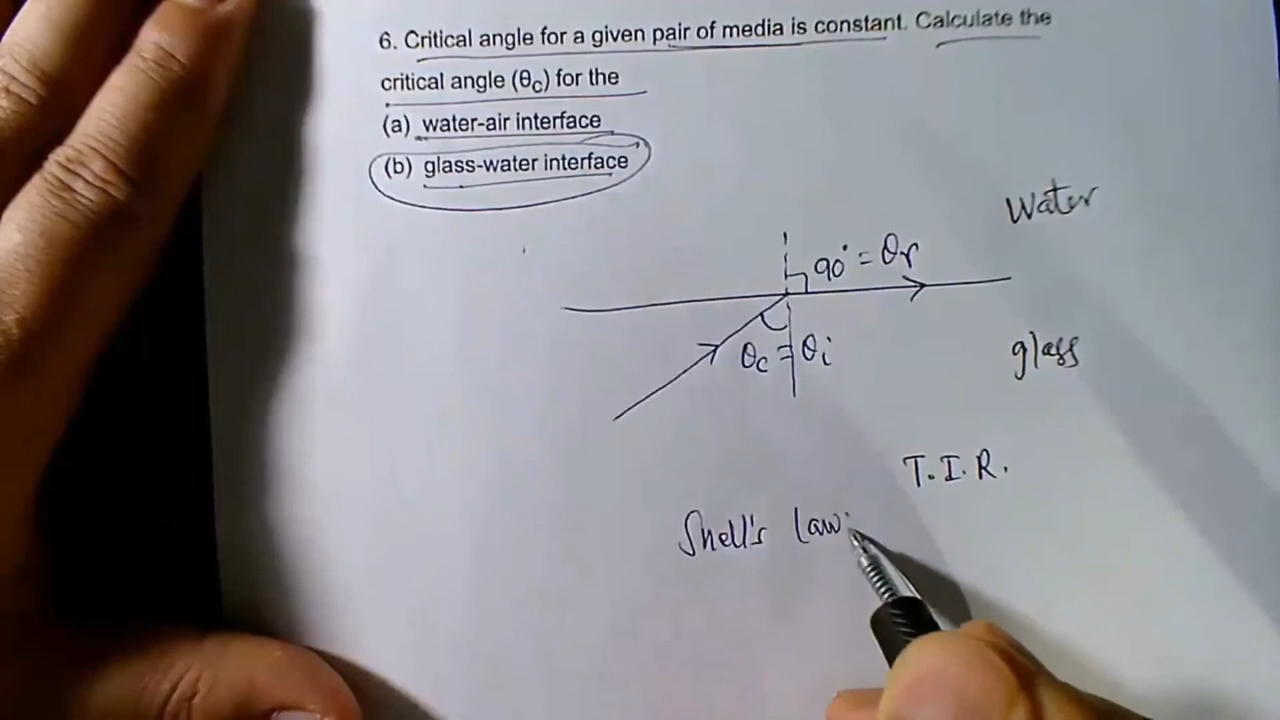 6. Critical angle for a given pair of media is constant. Calculate the
critical angle (θc) for the
(a) water-air interface
(b) glass-water interface
Water
90° = θr
θc = θi
glass
T.I.R.
Snell's law: